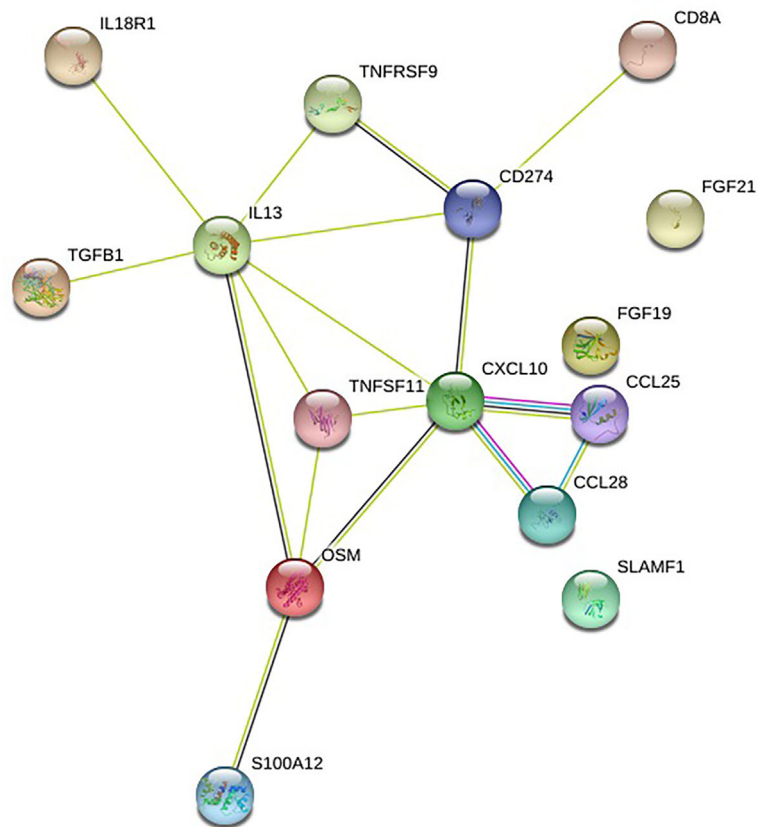 IL18R1
CD8A
TNFRSF9
CD274
FGF21
IL13
TGFB1
FGF19
CXCL10
CCL25
TNFSF11
CCL28
OSM
SLAMF1
S100A12